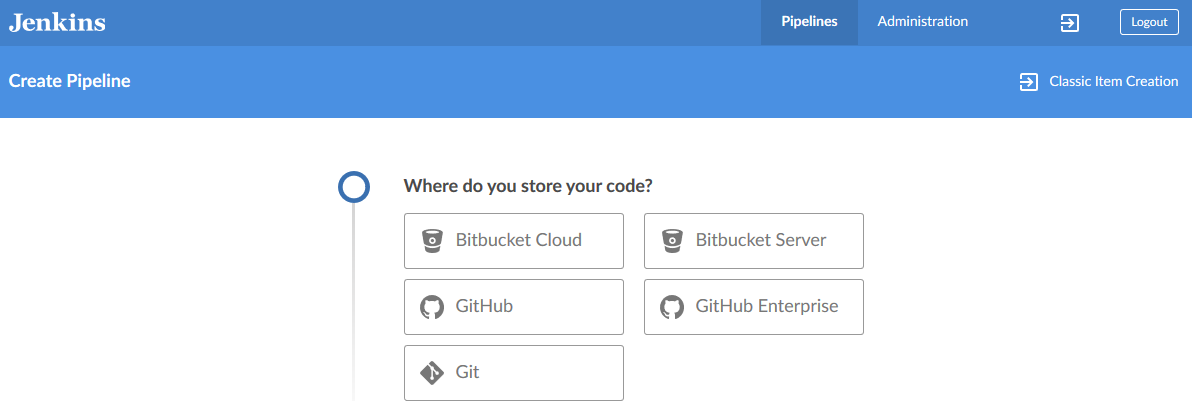 Jenkins Pipelines Administration Logout
Create Pipeline Classic Item Creation
Where do you store your code?
Bitbucket Cloud Bitbucket Server
GitHub GitHub Enterprise
Git